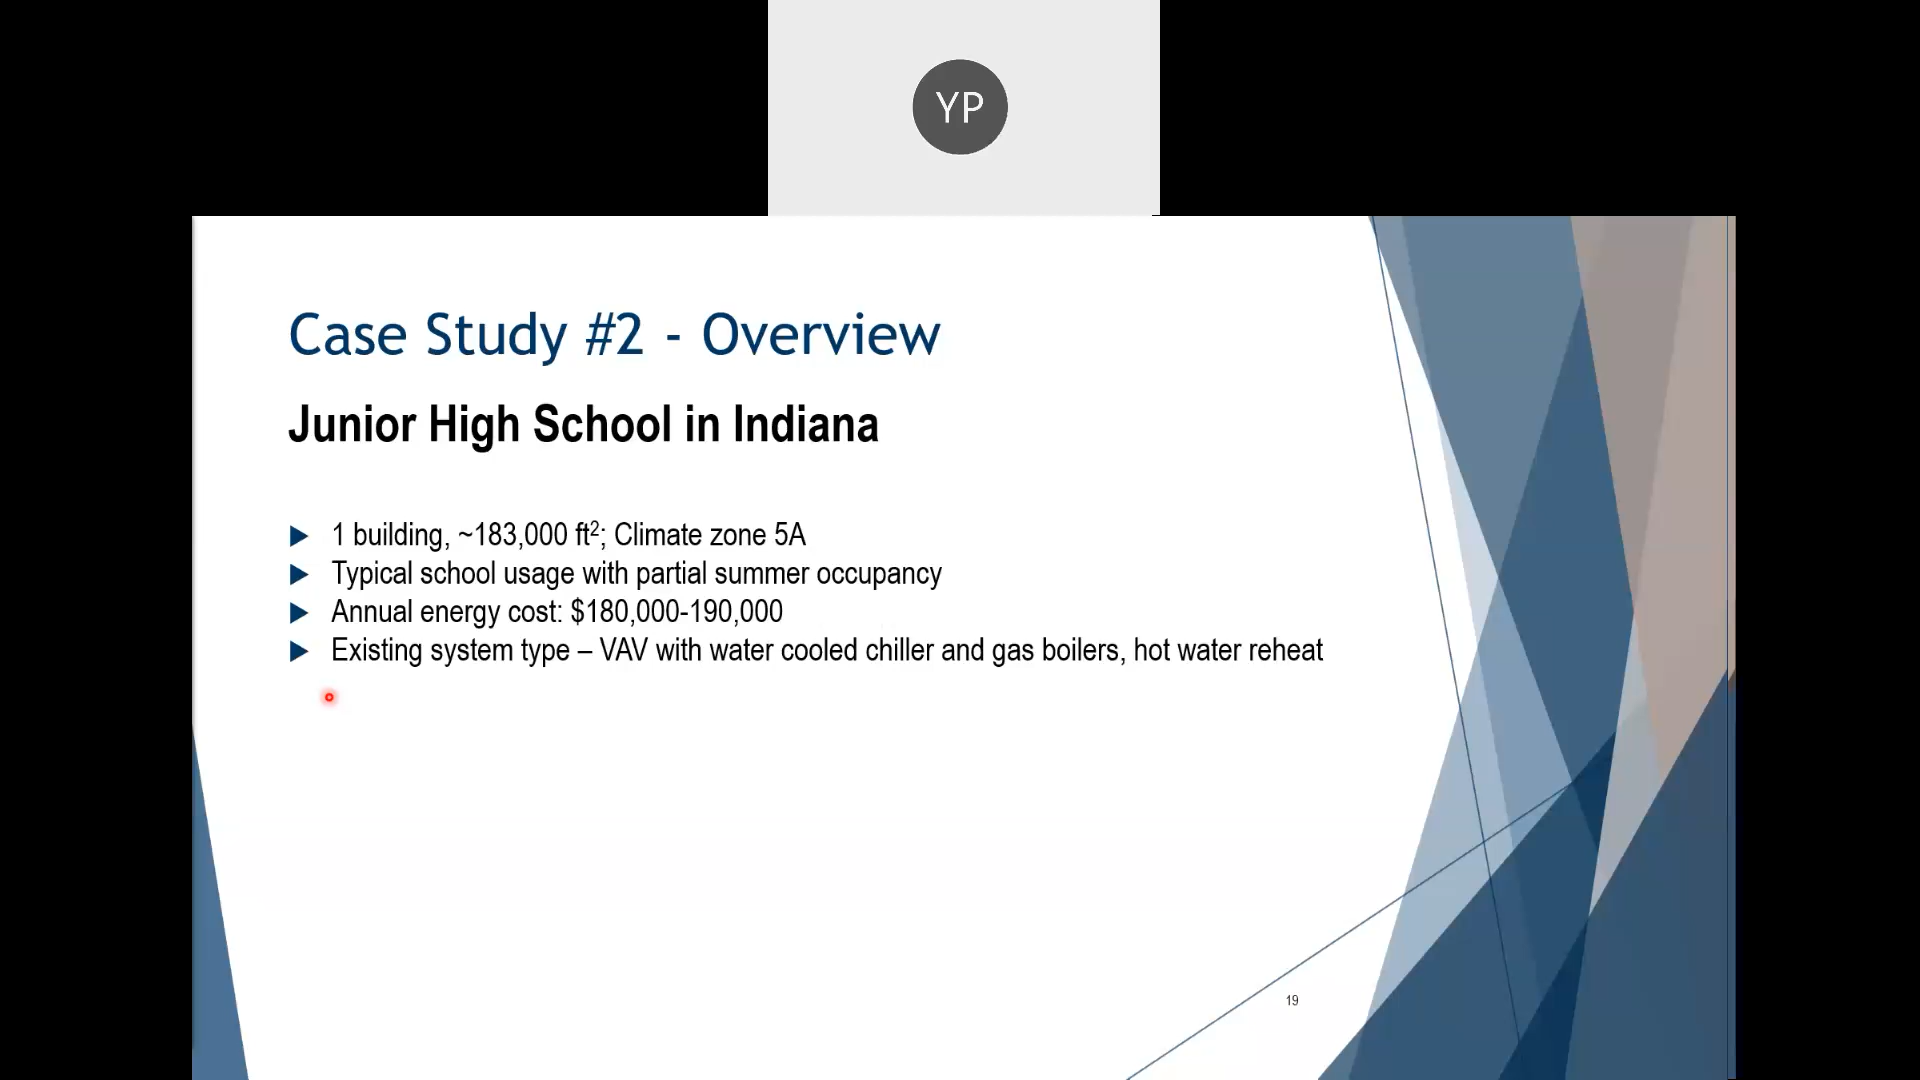 YP
Case Study #2 - Overview
Junior High School in Indiana
1 building, ~183,000 ft²; Climate zone 5A
Typical school usage with partial summer occupancy
Annual energy cost: $180,000-190,000
Existing system type – VAV with water cooled chiller and gas boilers, hot water reheat
19